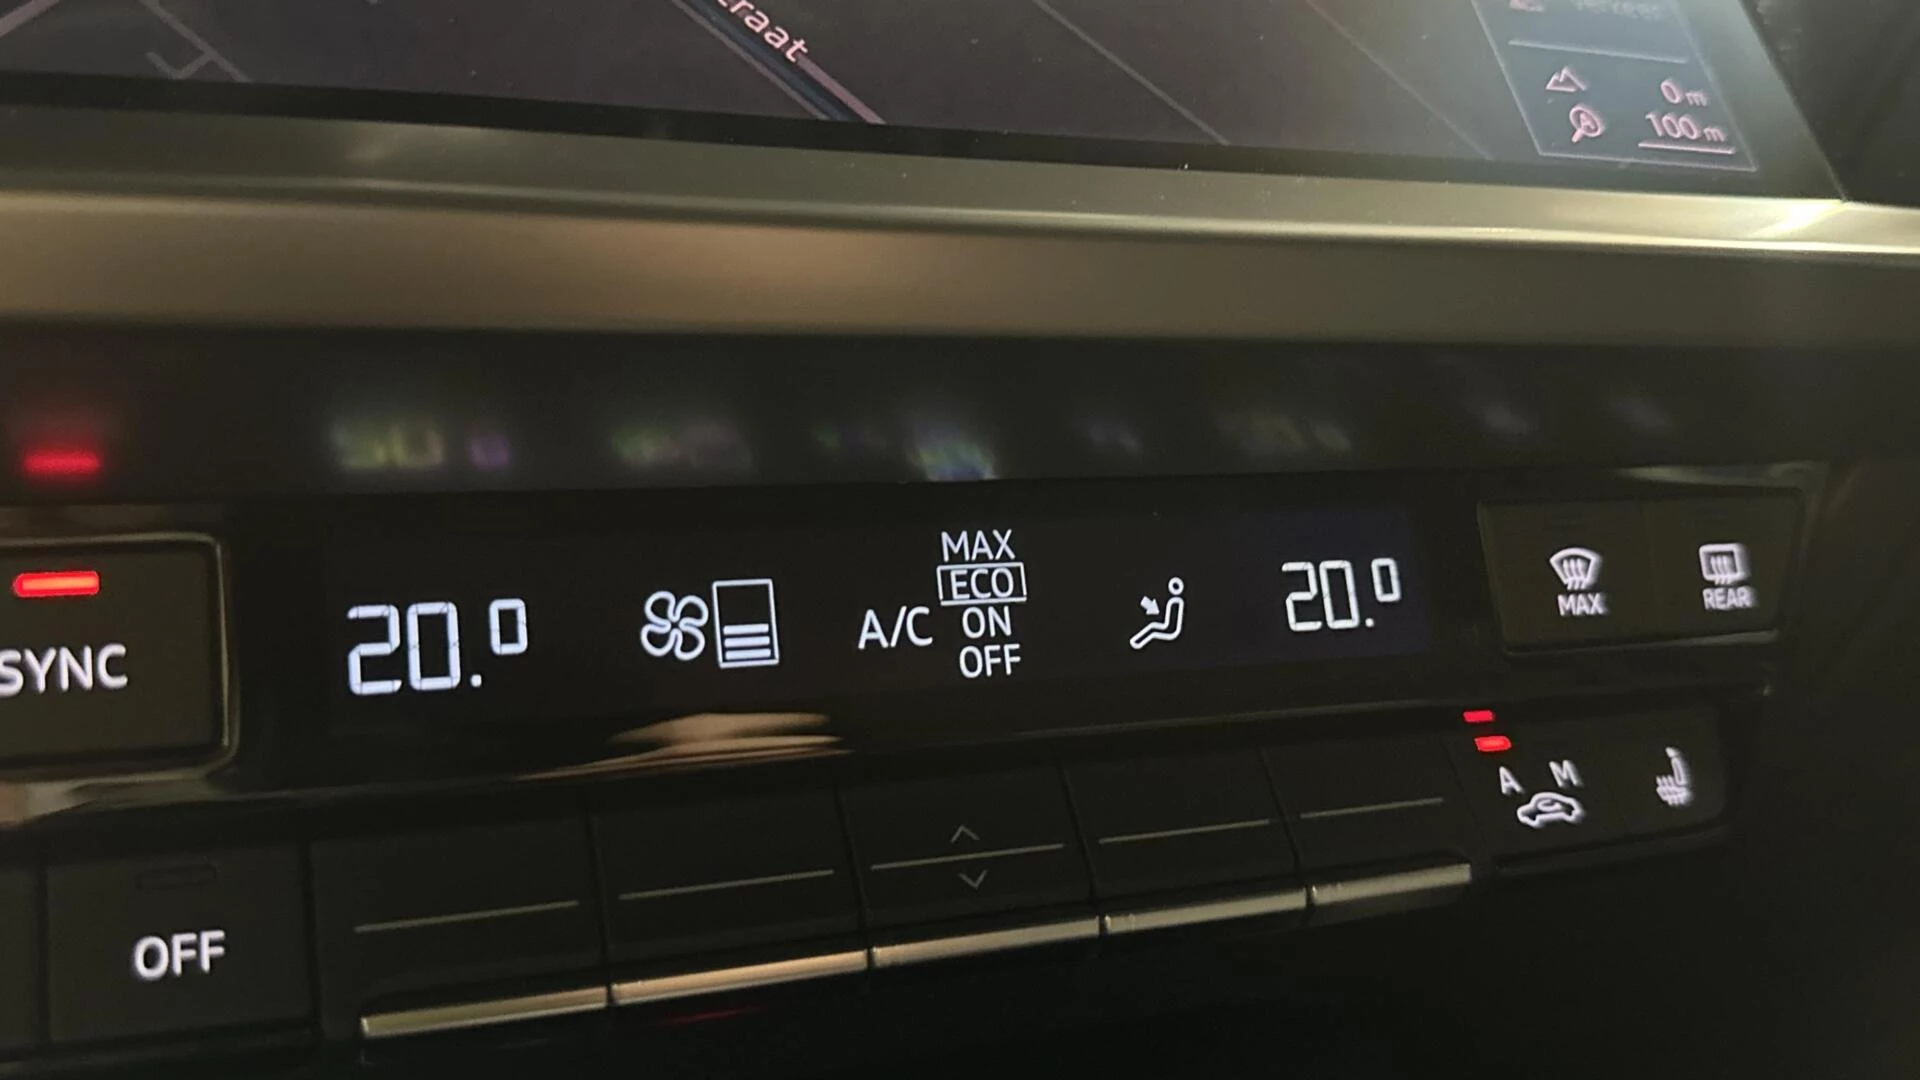 raat
0 m
100 m
SYNC
20.0
A/C
MAX
ECO
ON
OFF
20.0
MAX
REAR
A M
OFF